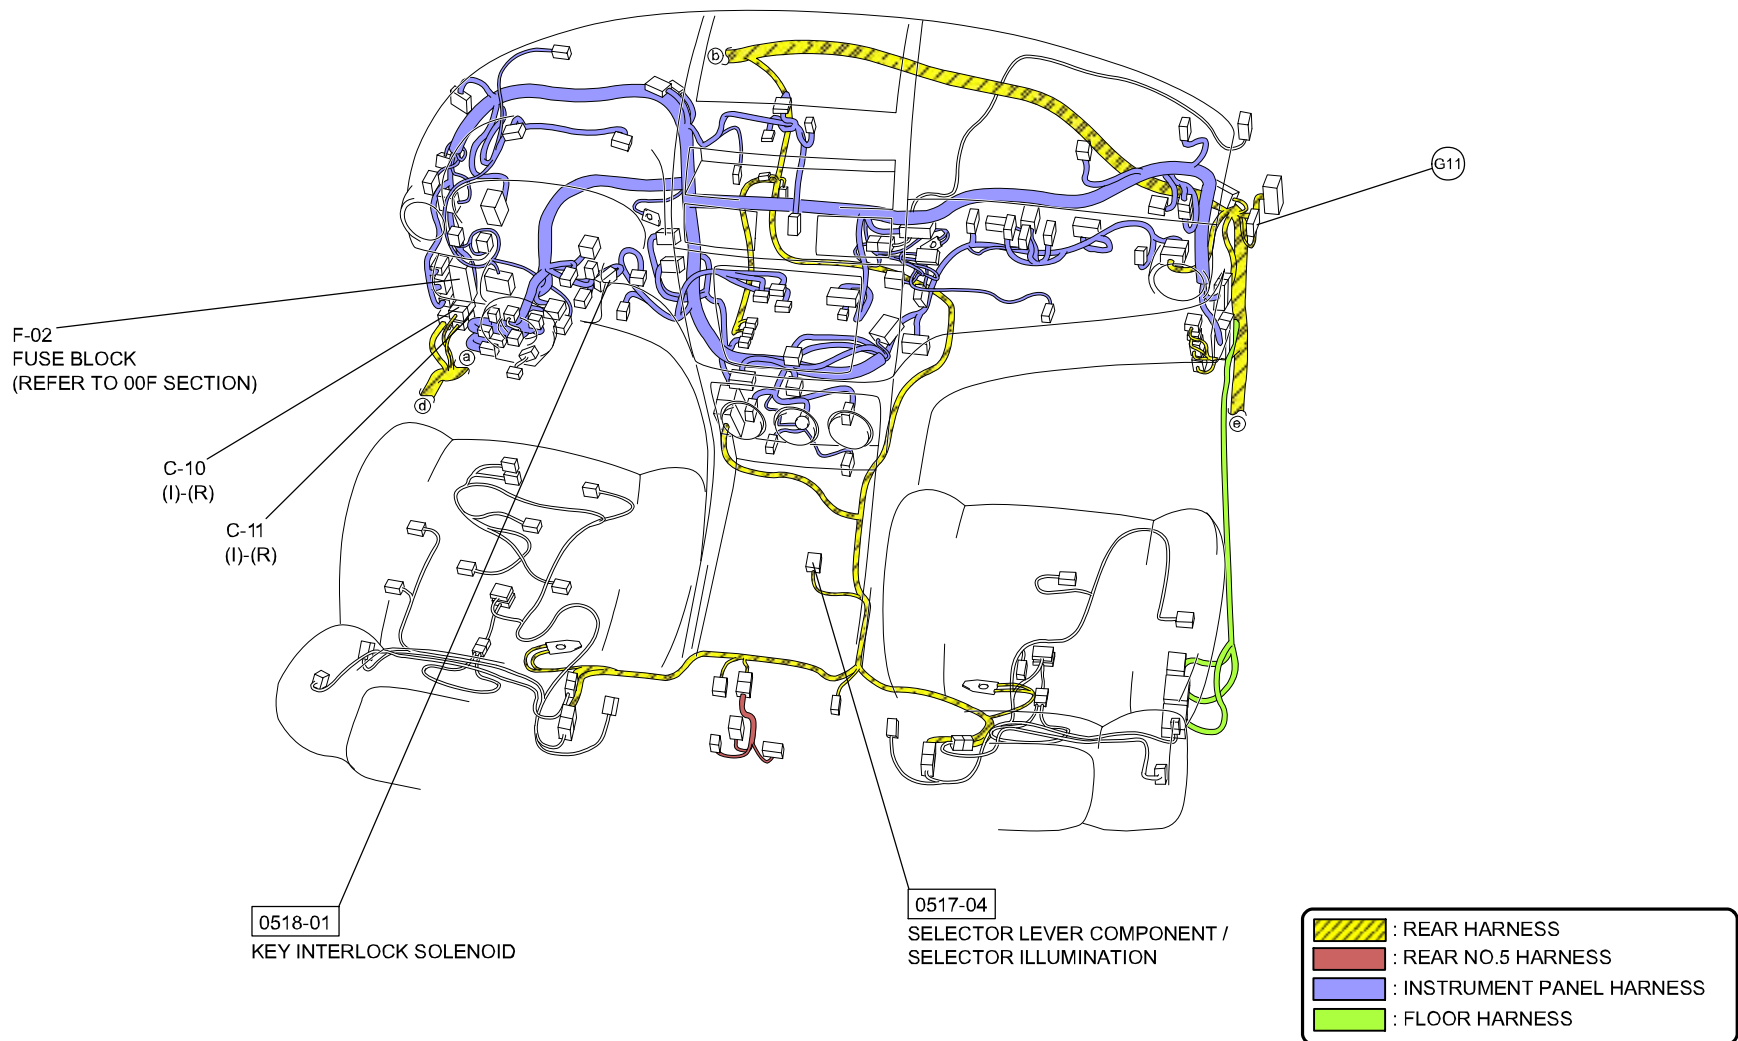 b
G11
F-02
FUSE BLOCK
(REFER TO 00F SECTION)
a
d
e
C-10
(I)-(R)
C-11
(I)-(R)
0518-01
KEY INTERLOCK SOLENOID
0517-04
SELECTOR LEVER COMPONENT /
SELECTOR ILLUMINATION
: REAR HARNESS
: REAR NO.5 HARNESS
: INSTRUMENT PANEL HARNESS
: FLOOR HARNESS